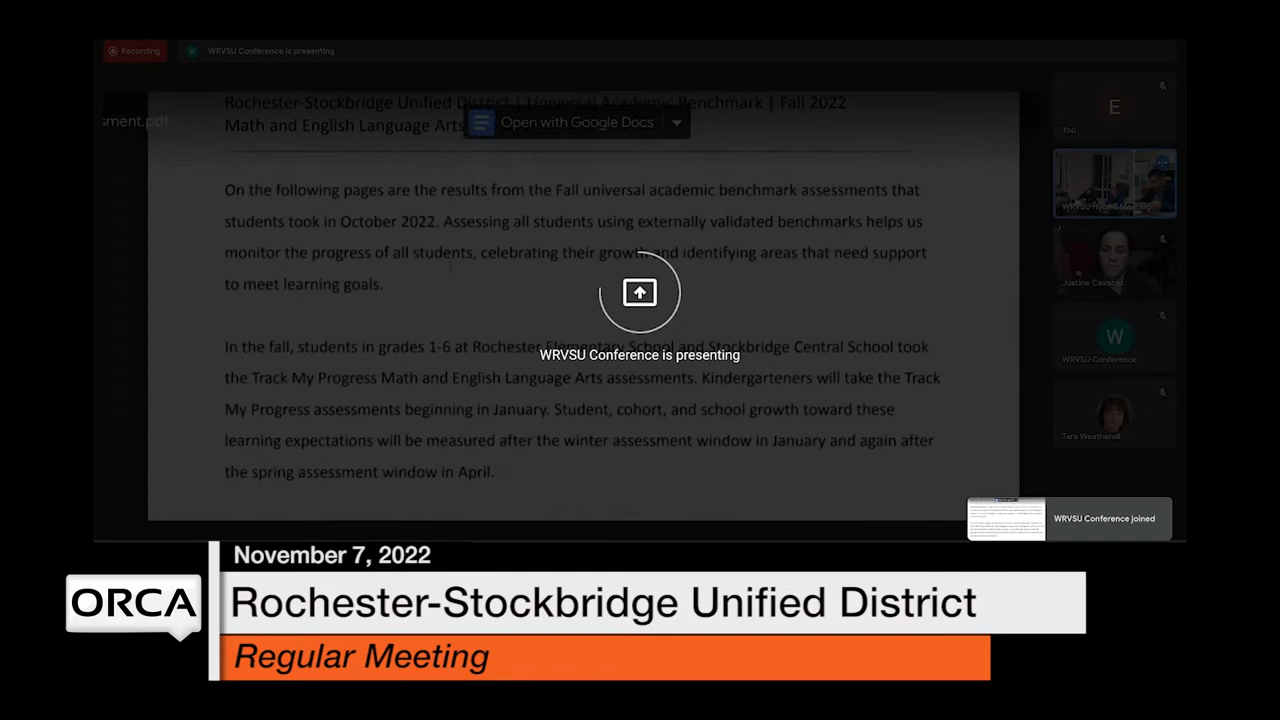 Recording
W
WRVSU Conference is presenting
Rochester-Stockbridge Unified District | Universal Academic Benchmark | Fall 2022
sment.pdf
Math and English Language Arts
Open with Google Docs
E
You
On the following pages are the results from the Fall universal academic benchmark assessments that
students took in October 2022. Assessing all students using externally validated benchmarks helps us
monitor the progress of all students, celebrating their growth and identifying areas that need support
to meet learning goals.
WRVSU
Justine Cavacas
In the fall, students in grades 1-6 at Rochester Elementary School and Stockbridge Central School took
WRVSU Conference is presenting
the Track My Progress Math and English Language Arts assessments. Kindergarteners will take the Track
My Progress assessments beginning in January. Student, cohort, and school growth toward these
learning expectations will be measured after the winter assessment window in January and again after
the spring assessment window in April.
W
WRVSU Conference
Tara Weatherell
WRVSU Conference joined
November 7, 2022
ORCA
Rochester-Stockbridge Unified District
Regular Meeting